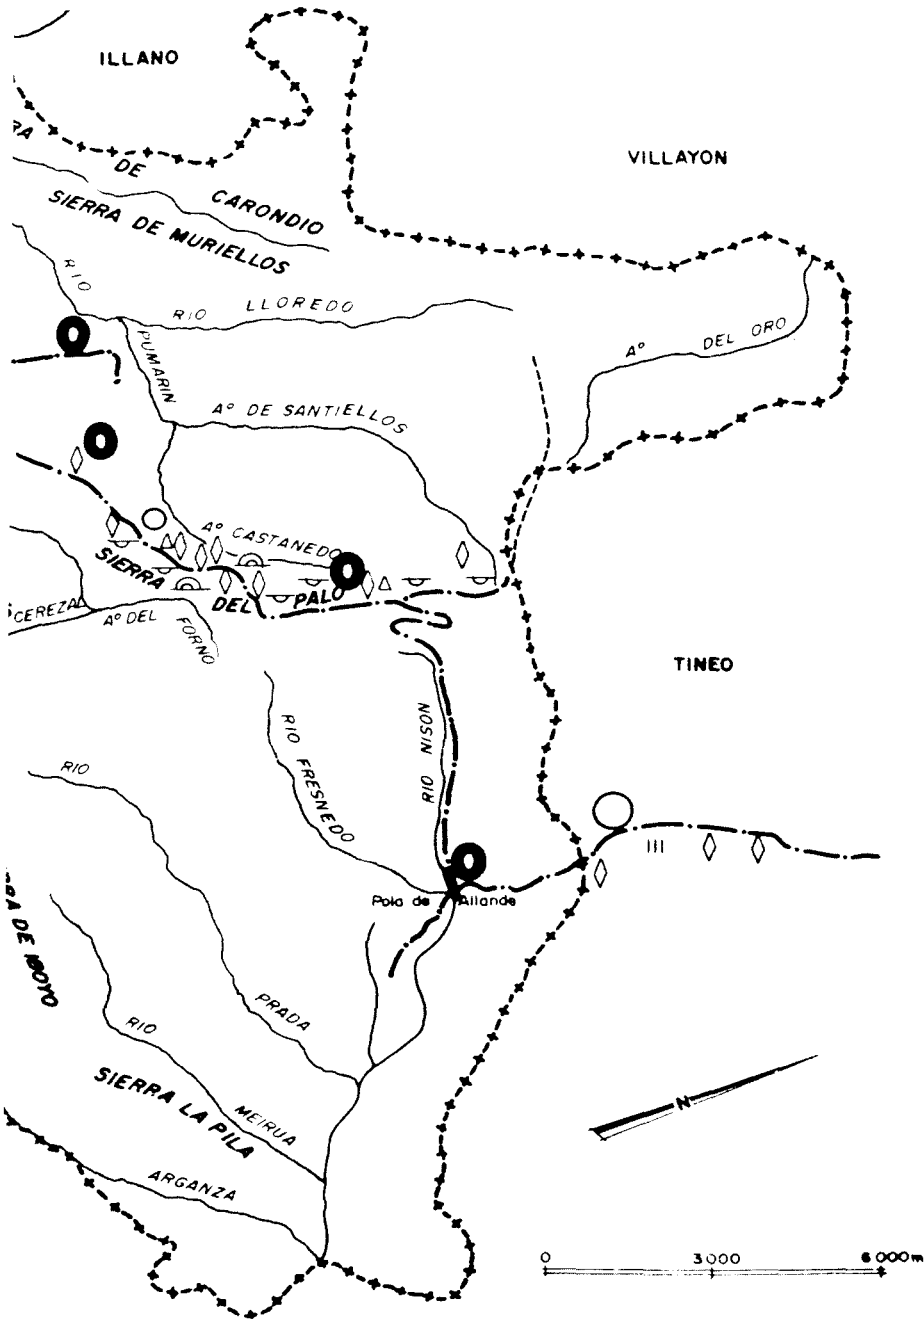 ILLANO
VILLAYON
RA
DE
CARONDIO
SIERRA DE MURIELLOS
RIO
RIO LLOREDO
PUMARIN
Aº DEL ORO
Aº DE SANTIELLOS
Aº CASTANEDO
SIERRA DEL PALO
CEREZA
Aº DEL FORNO
TINEO
RIO NISON
RIO FRESNEDO
RIO
III
Pola de Allande
RA DE IBOYO
PRADA
RIO
SIERRA LA PILA
MEIRUA
ARGANZA
N
0 3000 6000m